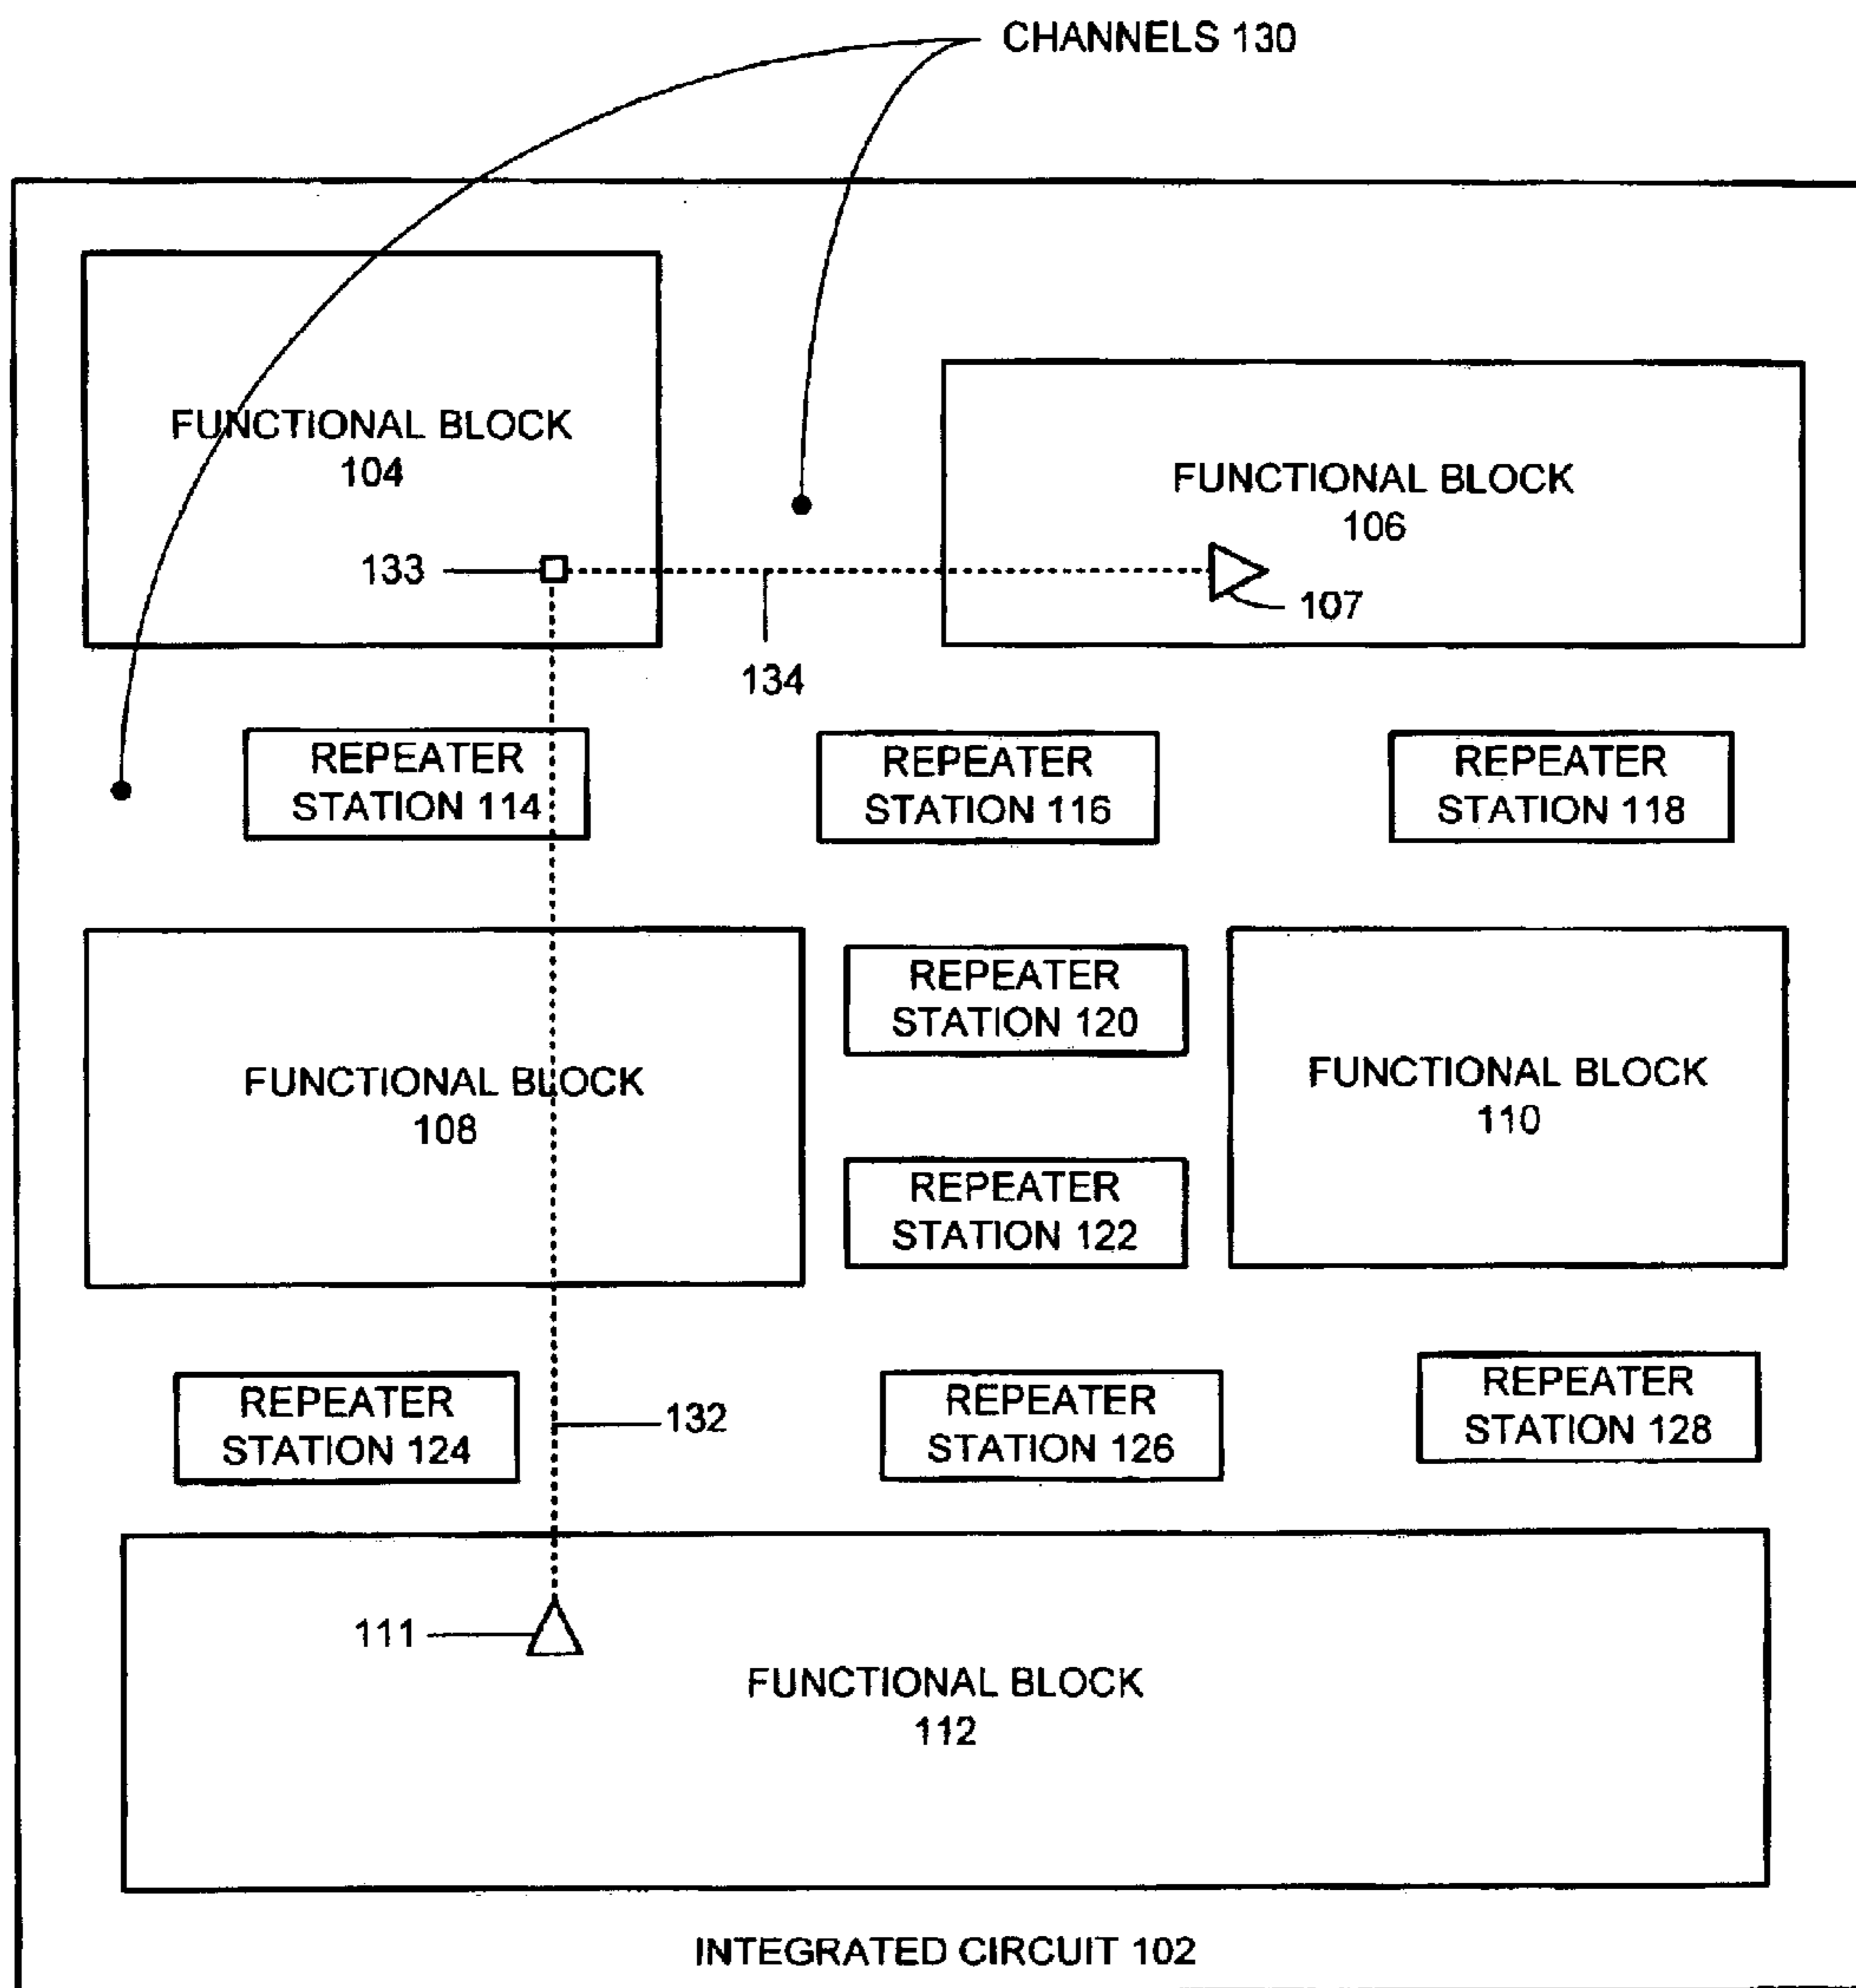 CHANNELS 130
FUNCTIONAL BLOCK
104
FUNCTIONAL BLOCK
106
133
107
134
REPEATER
STATION 114
REPEATER
STATION 116
REPEATER
STATION 118
REPEATER
STATION 120
FUNCTIONAL BLOCK
108
FUNCTIONAL BLOCK
110
REPEATER
STATION 122
REPEATER
STATION 124
132
REPEATER
STATION 126
REPEATER
STATION 128
111
FUNCTIONAL BLOCK
112
INTEGRATED CIRCUIT 102